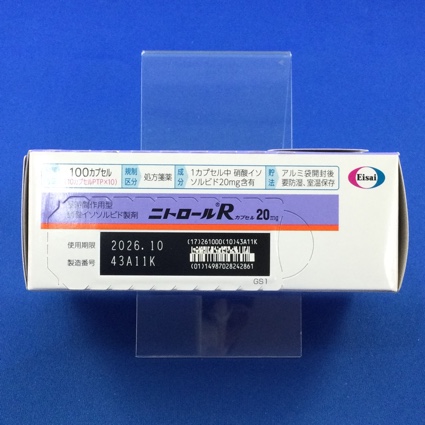 100カプセル
(10カプセルPTP×10)
規制
区分
処方箋薬
成
分
1カプセル中 硝酸イソ
ソルビド20mg含有
貯
法
アルミ袋開封後
要防湿、室温保存
Eisai
作用型
硝酸イソソルビド製剤
ニトロールR カプセル 20mg
使用期限 2026.10
製造番号 43A11K
(17)261000(10)43A11K
(01)14987028242861
GS1